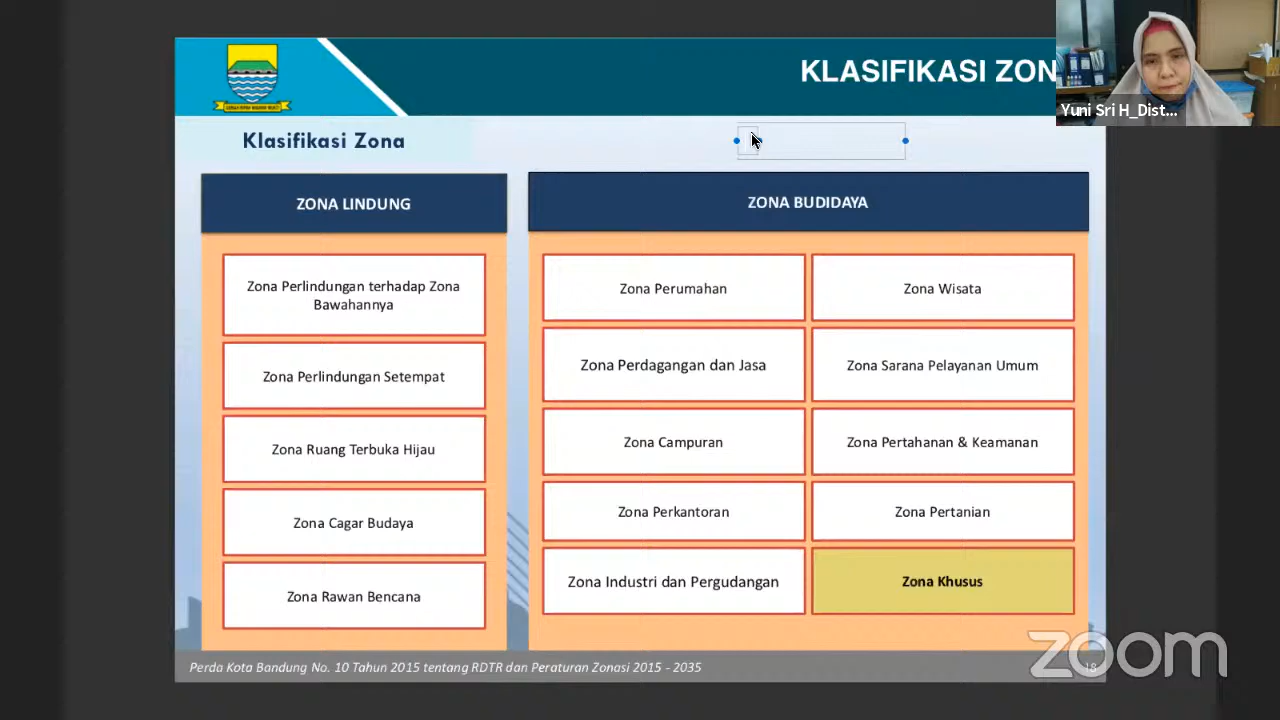 KLASIFIKASI ZON
Yuni Sri H_Dist...
Klasifikasi Zona
ZONA LINDUNG
Zona Perlindungan terhadap Zona
Bawahannya
Zona Perlindungan Setempat
Zona Ruang Terbuka Hijau
Zona Cagar Budaya
Zona Rawan Bencana
ZONA BUDIDAYA
Zona Perumahan
Zona Wisata
Zona Perdagangan dan Jasa
Zona Sarana Pelayanan Umum
Zona Campuran
Zona Pertahanan & Keamanan
Zona Perkantoran
Zona Pertanian
Zona Industri dan Pergudangan
Zona Khusus
Perda Kota Bandung No. 10 Tahun 2015 tentang RDTR dan Peraturan Zonasi 2015 - 2035
18
zoom